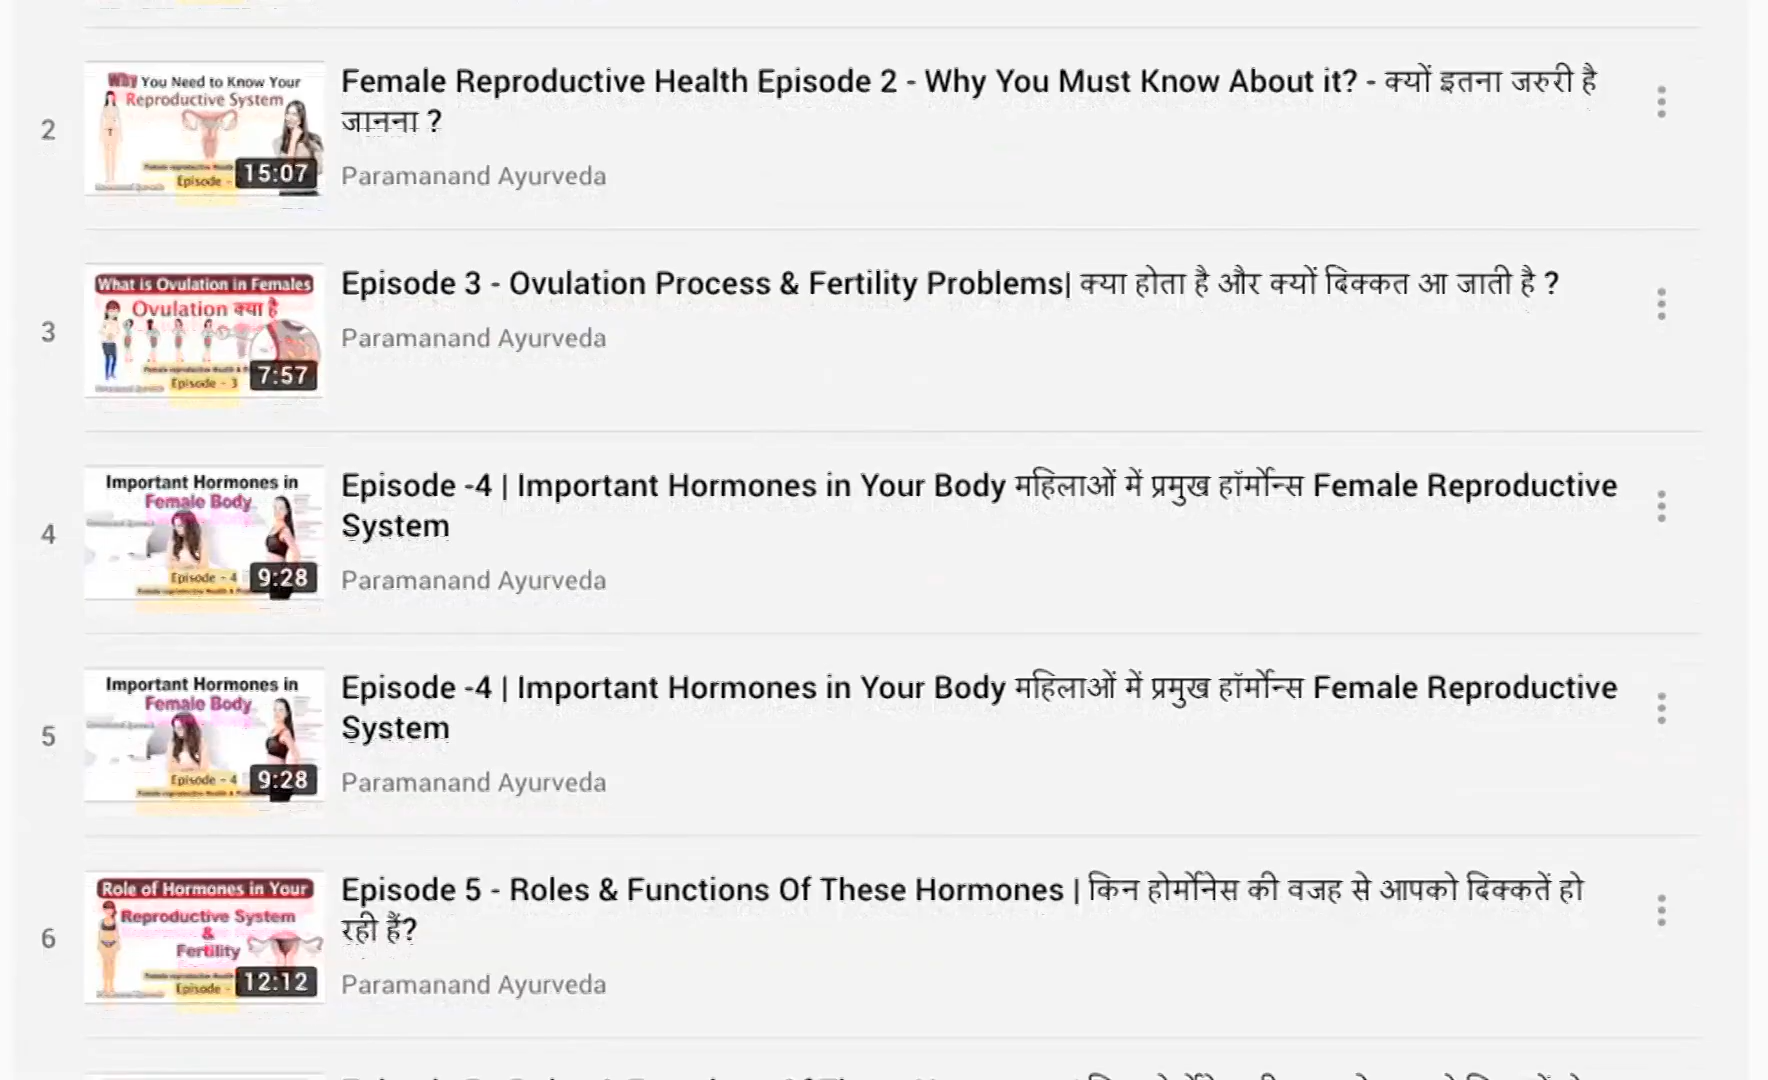 2
Why You Need to Know Your
Reproductive System
Episode -
15:07
Female Reproductive Health Episode 2 - Why You Must Know About it? - क्यों इतना जरुरी है
जानना ?
Paramanand Ayurveda
3
What is Ovulation in Females
Ovulation क्या है
Episode - 3
7:57
Episode 3 - Ovulation Process & Fertility Problems| क्या होता है और क्यों दिक्कत आ जाती है ?
Paramanand Ayurveda
4
Important Hormones in
Female Body
Episode - 4
9:28
Episode -4 | Important Hormones in Your Body महिलाओं में प्रमुख हॉर्मोन्स Female Reproductive
System
Paramanand Ayurveda
5
Important Hormones in
Female Body
Episode - 4
9:28
Episode -4 | Important Hormones in Your Body महिलाओं में प्रमुख हॉर्मोन्स Female Reproductive
System
Paramanand Ayurveda
6
Role of Hormones in Your
Reproductive System
&
Fertility
Episode -
12:12
Episode 5 - Roles & Functions Of These Hormones | किन होर्मोनेस की वजह से आपको दिक्कतें हो
रही हैं?
Paramanand Ayurveda